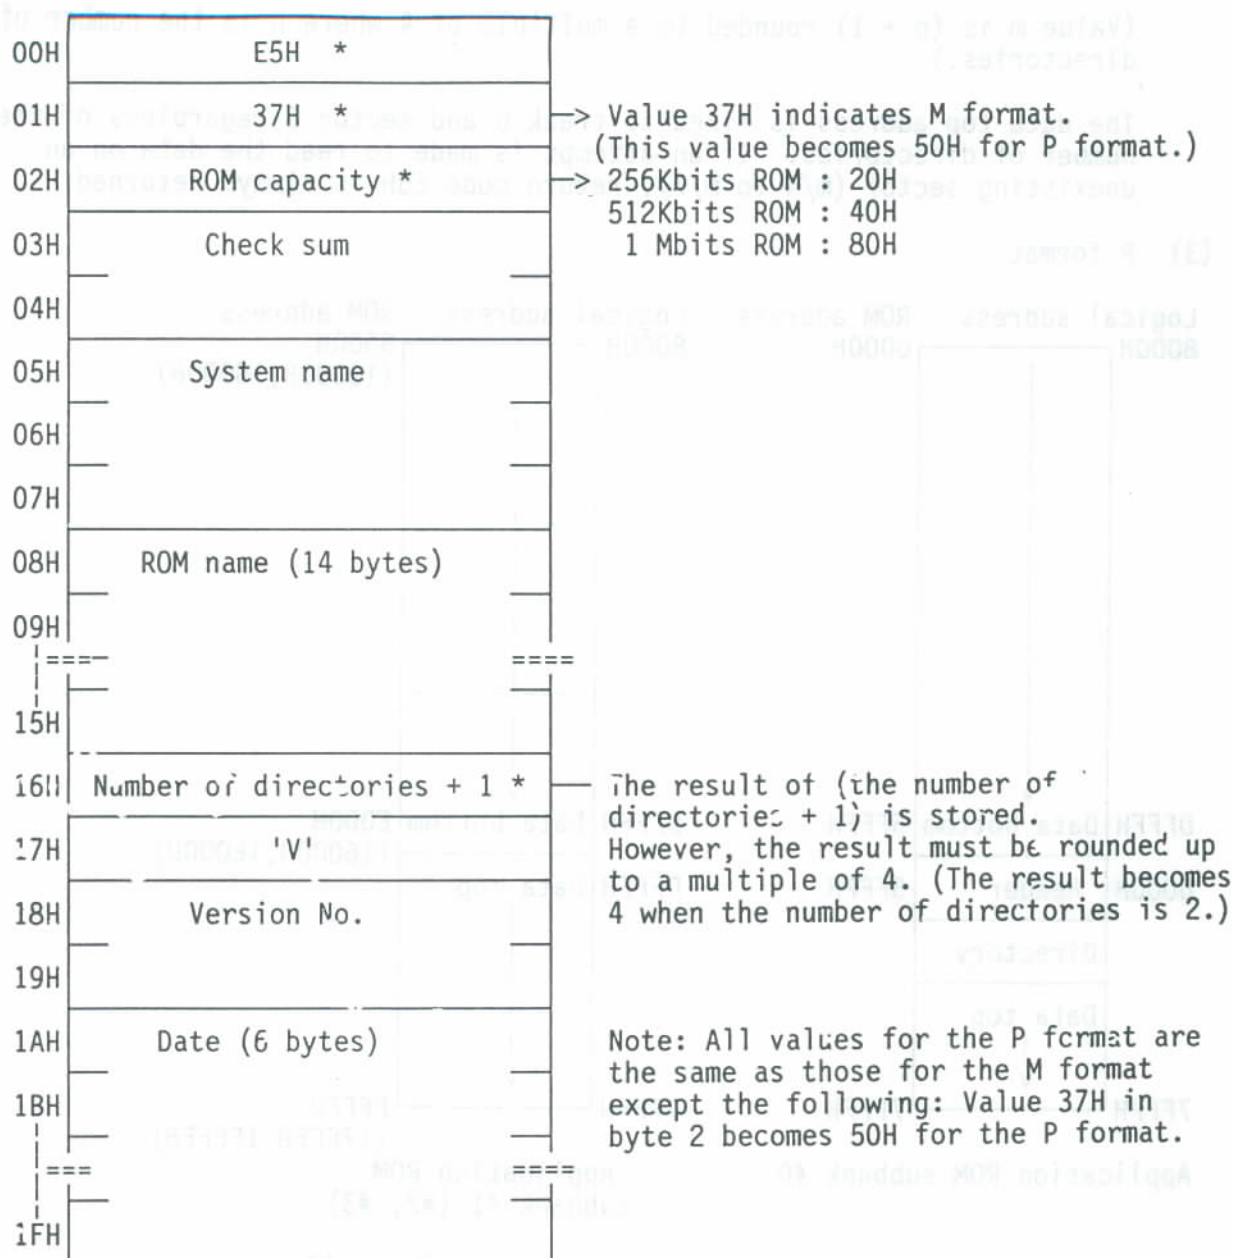 00H E5H *
01H 37H * -> Value 37H indicates M format.
(This value becomes 50H for P format.)
02H ROM capacity * -> 256Kbits ROM : 20H
512Kbits ROM : 40H
03H Check sum 1 Mbits ROM : 80H
04H
05H System name
06H
07H
08H ROM name (14 bytes)
09H
15H
16H Number of directories + 1 * The result of (the number of
directories + 1) is stored.
17H 'V' However, the result must be rounded up
to a multiple of 4. (The result becomes
18H Version No. 4 when the number of directories is 2.)
19H
1AH Date (6 bytes) Note: All values for the P format are
the same as those for the M format
1BH except the following: Value 37H in
byte 2 becomes 50H for the P format.
1FH